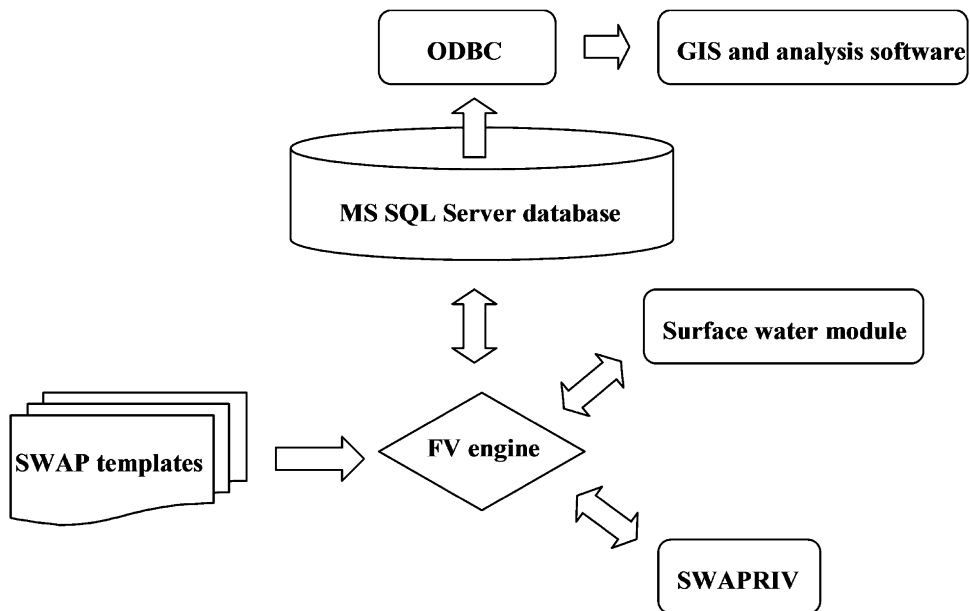 ODBC
GIS and analysis software
MS SQL Server database
Surface water module
SWAP templates
FV engine
SWAPRIV